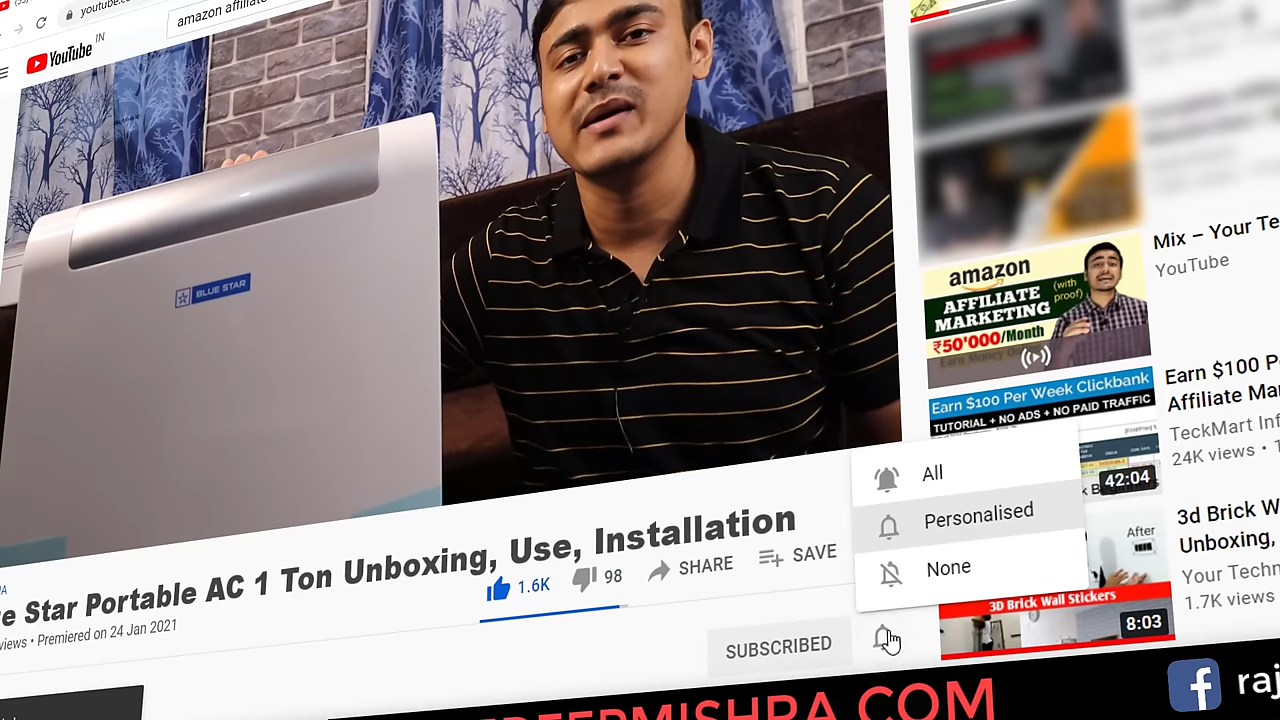 youtube.c
amazon affiliate
YouTube IN
BLUE STAR
e Star Portable AC 1 Ton Unboxing, Use, Installation
views • Premiered on 24 Jan 2021
1.6K
98
SHARE
SAVE
SUBSCRIBED
All
Personalised
None
amazon
AFFILIATE
MARKETING
(with
proof)
₹50'000/Month
Mix – Your Te
YouTube
Earn $100 Per Week Clickbank
TUTORIAL + NO ADS + NO PAID TRAFFIC
42:04
Earn $100 P
Affiliate Ma
TeckMart Inf
24K views • 1
After
3D Brick Wall Stickers
8:03
3d Brick W
Unboxing,
Your Techn
1.7K views
DEEPMISHRA.COM
f
raj